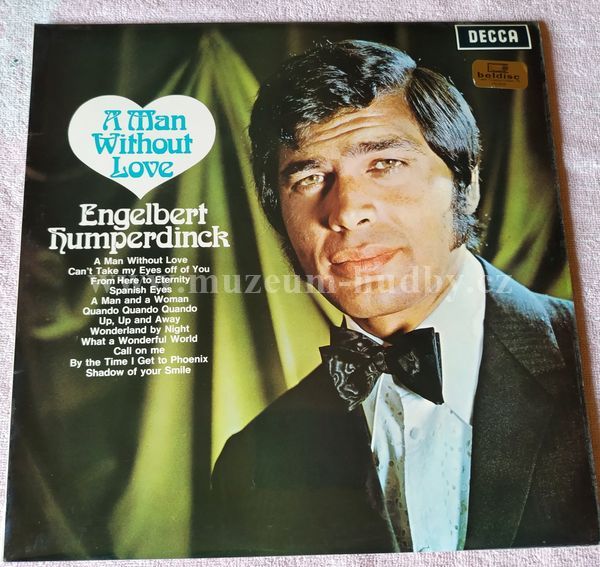 DECCA
beldisc
A Man
Without
Love
Engelbert
Humperdinck
A Man Without Love
Can't Take my Eyes off of You
From Here to Eternity
Spanish Eyes
A Man and a Woman
Quando Quando Quando
Up, Up and Away
Wonderland by Night
What a Wonderful World
Call on me
By the Time I Get to Phoenix
Shadow of your Smile
www.muzeum-hudby.cz